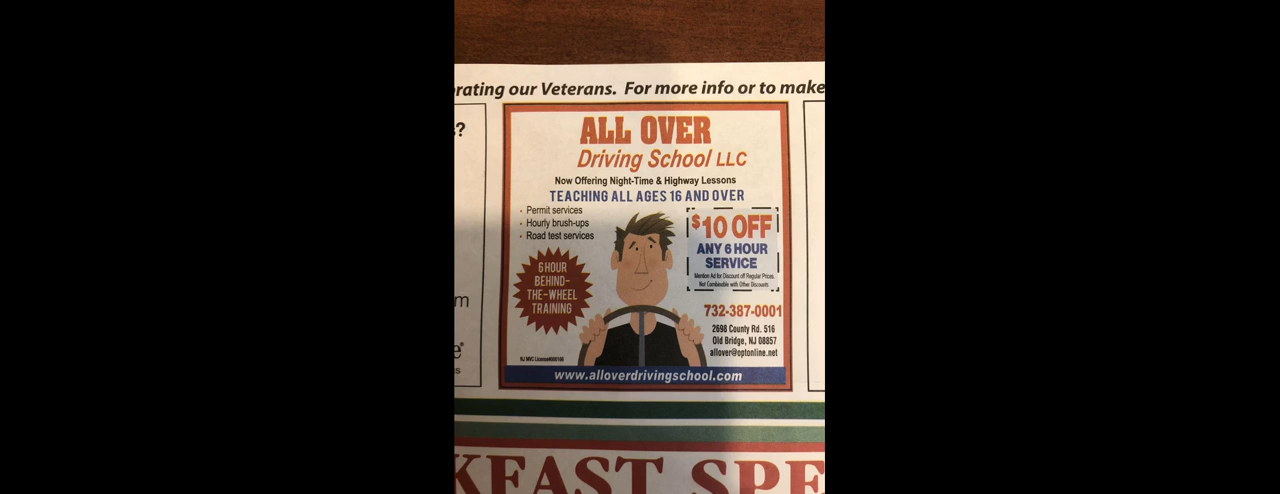 rating our Veterans. For more info or to make
?
ALL OVER
Driving School LLC
Now Offering Night-Time & Highway Lessons
TEACHING ALL AGES 16 AND OVER
• Permit services
• Hourly brush-ups
• Road test services
$10 OFF
ANY 6 HOUR
SERVICE
Mention Ad for Discount off Regular Prices.
Not Combinable with Other Discounts
6 HOUR
BEHIND-
THE-WHEEL
TRAINING
732-387-0001
2698 County Rd. 516
Old Bridge, NJ 08857
allover@optonline.net
NJ MVC
www.alloverdrivingschool.com
KFAST SPE